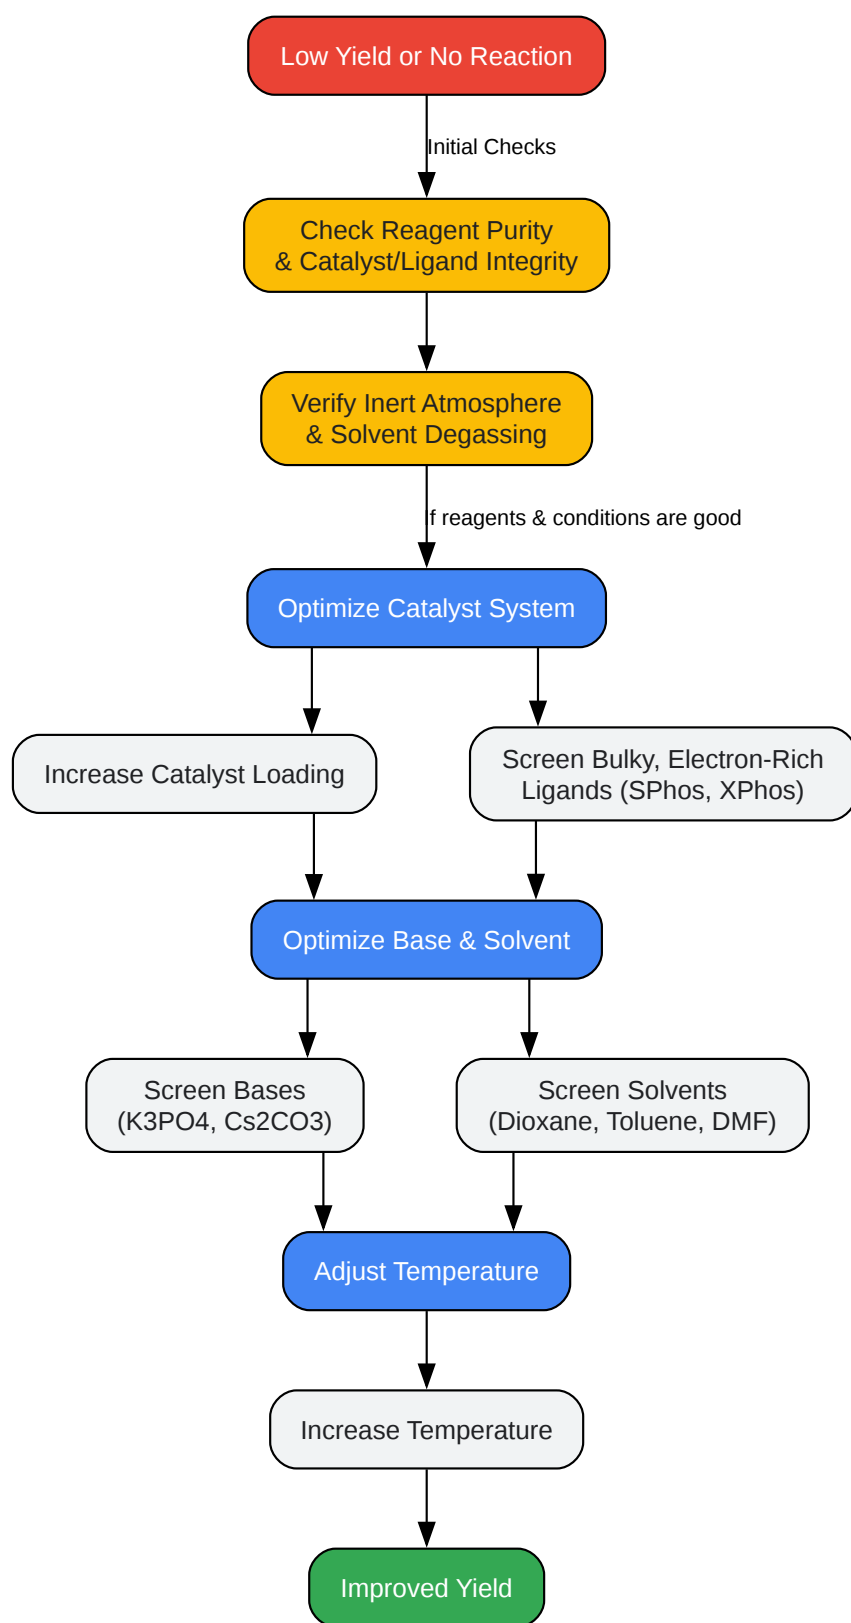 Low Yield or No Reaction
Initial Checks
Check Reagent Purity
& Catalyst/Ligand Integrity
Verify Inert Atmosphere
& Solvent Degassing
If reagents & conditions are good
Optimize Catalyst System
Increase Catalyst Loading
Screen Bulky, Electron-Rich
Ligands (SPhos, XPhos)
Optimize Base & Solvent
Screen Bases
(K3PO4, Cs2CO3)
Screen Solvents
(Dioxane, Toluene, DMF)
Adjust Temperature
Increase Temperature
Improved Yield